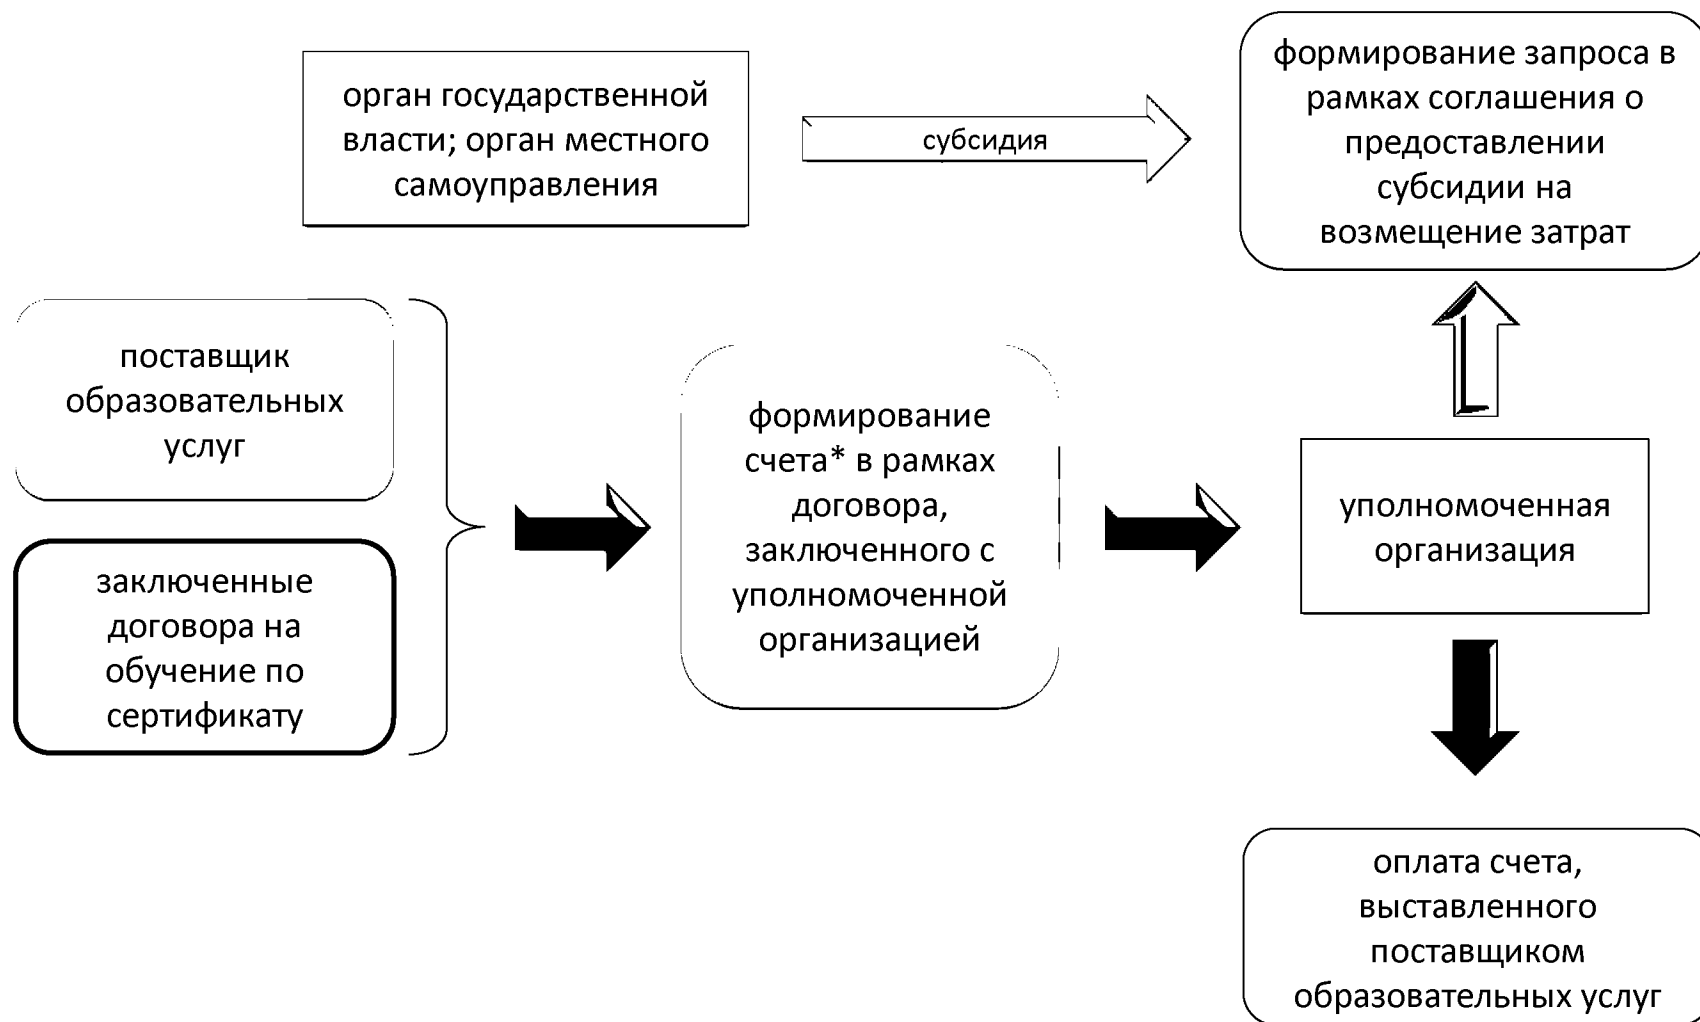 орган государственной
власти; орган местного
самоуправления
субсидия
формирование запроса в
рамках соглашения о
предоставлении
субсидии на
возмещение затрат
поставщик
образовательных
услуг
заключенные
договора на
обучение по
сертификату
формирование
счета* в рамках
договора,
заключенного с
уполномоченной
организацией
уполномоченная
организация
оплата счета,
выставленного
поставщиком
образовательных услуг